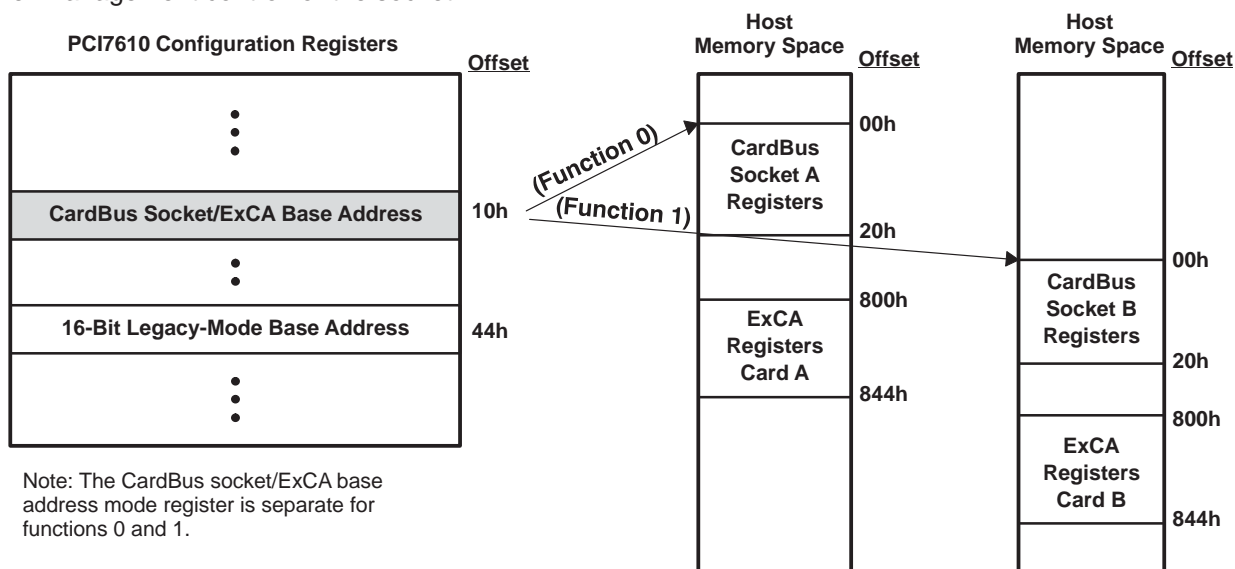 PCI7610 Configuration Registers
Offset
CardBus Socket/ExCA Base Address
10h
16-Bit Legacy-Mode Base Address
44h
Note: The CardBus socket/ExCA base
address mode register is separate for
functions 0 and 1.
(Function 0)
(Function 1)
Host
Memory Space
Offset
00h
CardBus
Socket A
Registers
20h
800h
ExCA
Registers
Card A
844h
Host
Memory Space
Offset
00h
CardBus
Socket B
Registers
20h
800h
ExCA
Registers
Card B
844h